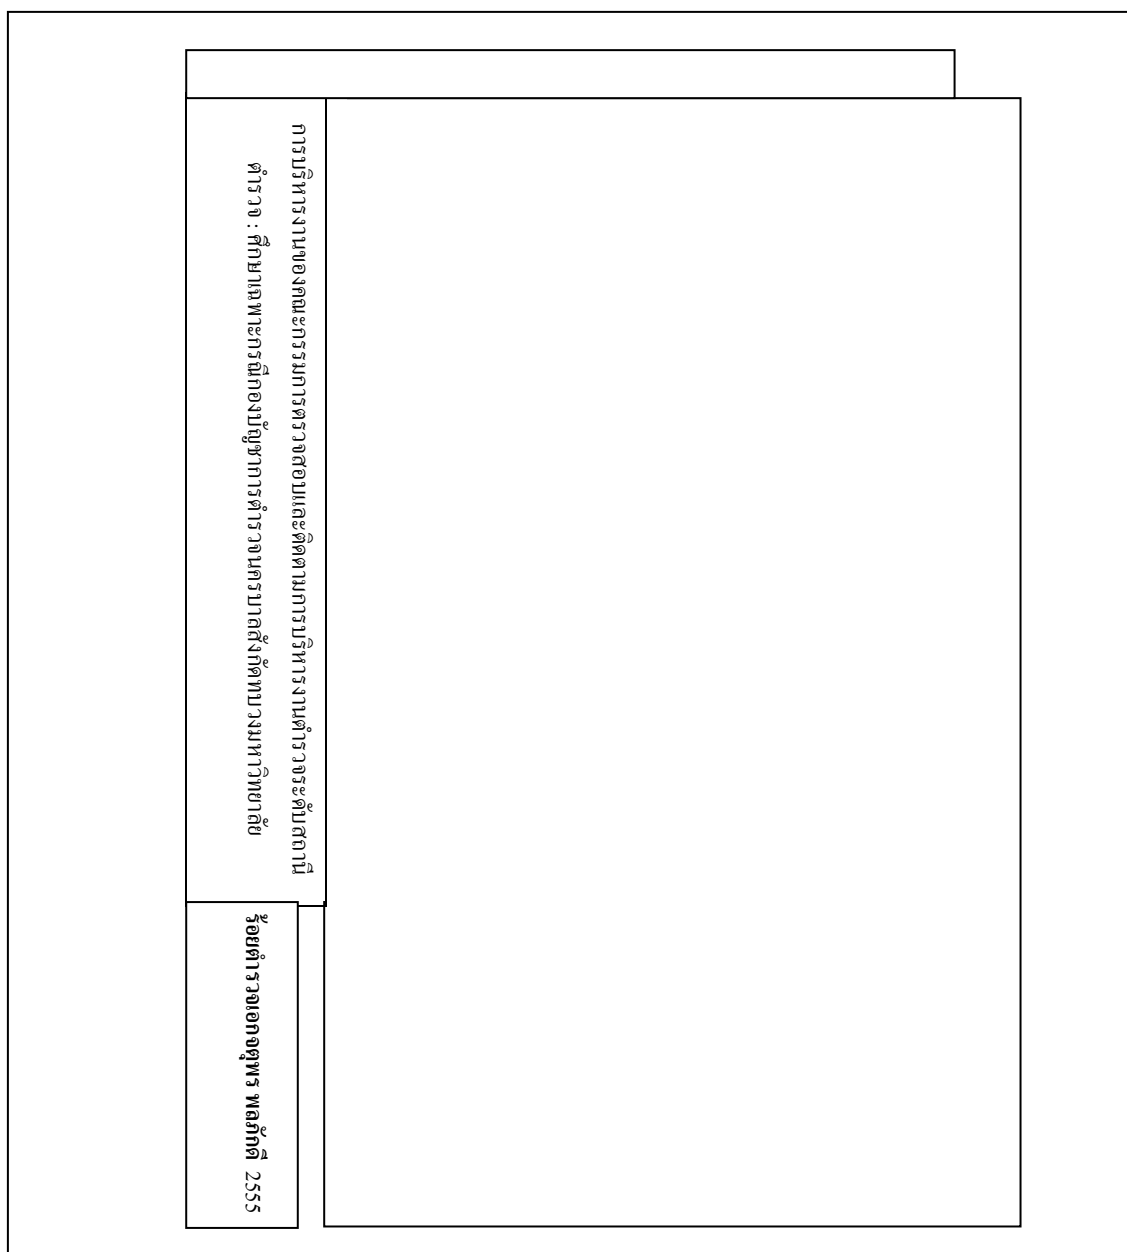 การบริหารงานของคณะกรรมการตรวจสอบและติดตามการบริหารงานตำรวจระดับสถานี
ตำรวจ : ศึกษาเฉพาะกรณีกองบัญชาการตำรวจนครบาลสังกัดทบวงมหาวิทยาลัย
ร้อยตำรวจเอกจตุพร พลภักดี 2555